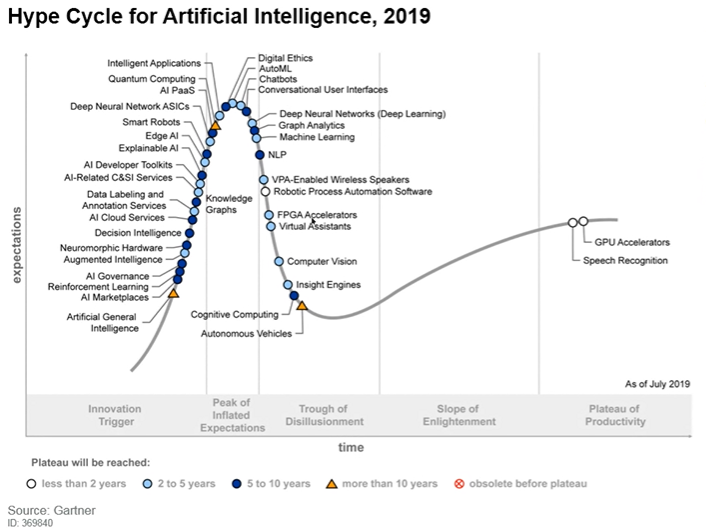 Hype Cycle for Artificial Intelligence, 2019
expectations
Intelligent Applications
Quantum Computing
AI PaaS
Deep Neural Network ASICs
Smart Robots
Edge AI
Explainable AI
AI Developer Toolkits
AI-Related C&SI Services
Data Labeling and
Annotation Services
AI Cloud Services
Decision Intelligence
Neuromorphic Hardware
Augmented Intelligence
AI Governance
Reinforcement Learning
AI Marketplaces
Artificial General
Intelligence
Digital Ethics
AutoML
Chatbots
Conversational User Interfaces
Deep Neural Networks (Deep Learning)
Graph Analytics
Machine Learning
NLP
VPA-Enabled Wireless Speakers
Robotic Process Automation Software
Knowledge
Graphs
FPGA Accelerators
Virtual Assistants
Computer Vision
Insight Engines
Cognitive Computing
Autonomous Vehicles
GPU Accelerators
Speech Recognition
As of July 2019
Innovation
Trigger
Peak of
Inflated
Expectations
Trough of
Disillusionment
Slope of
Enlightenment
Plateau of
Productivity
time
Plateau will be reached:
less than 2 years
2 to 5 years
5 to 10 years
more than 10 years
obsolete before plateau
Source: Gartner
ID: 369840